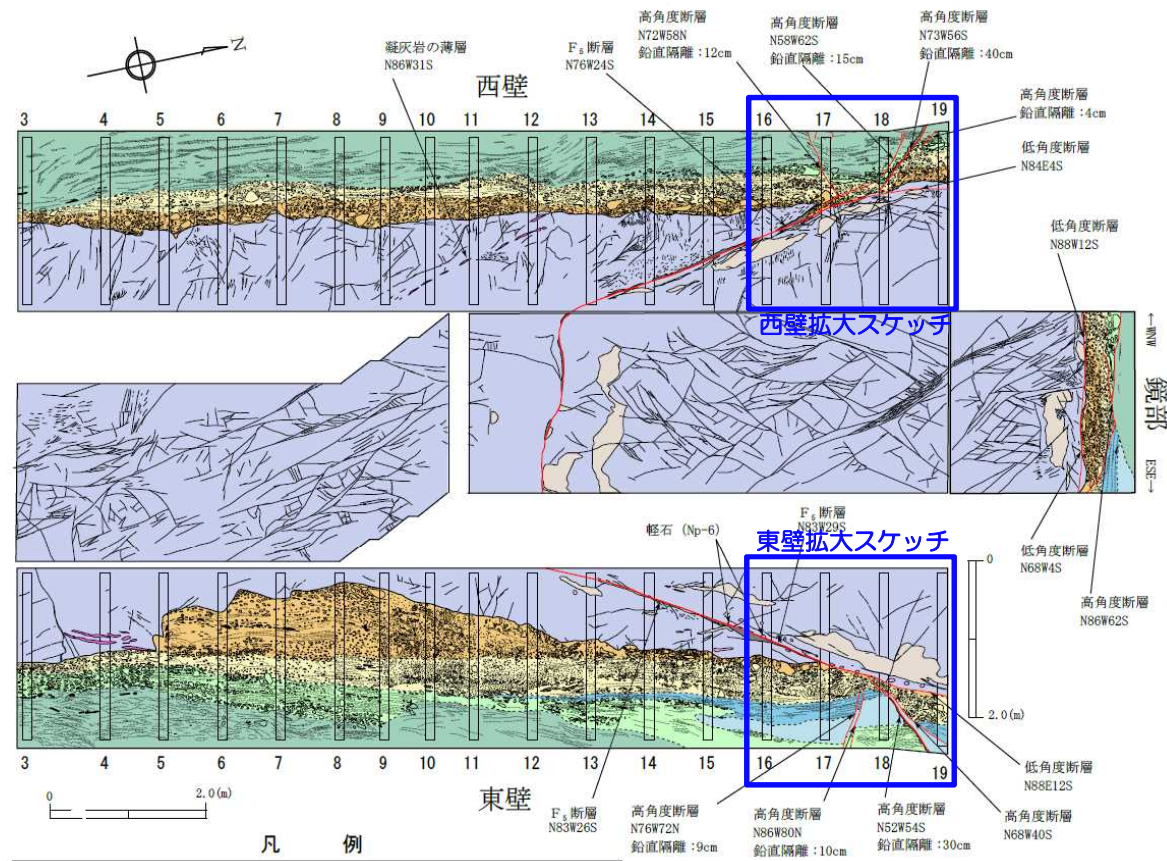 高角度断層
N72W58N
鉛直隔離：12cm
高角度断層
N58W62S
鉛直隔離：15cm
高角度断層
N73W56S
鉛直隔離：40cm
N
凝灰岩の薄層
N86W31S
F₅断層
N76W24S
西壁
高角度断層
鉛直隔離：4cm
低角度断層
N84E4S
3 4 5 6 7 8 9 10 11 12 13 14 15 16 17 18 19
低角度断層
N88W12S
西壁拡大スケッチ
←WNW
鏡部
ESE→
軽石 (Np-6)
F₅断層
N83W29S
東壁拡大スケッチ
低角度断層
N68W4S
高角度断層
N86W62S
0
2.0(m)
3 4 5 6 7 8 9 10 11 12 13 14 15 16 17 18 19
0 2.0(m)
東壁
F₅断層
N83W26S
高角度断層
N76W72N
鉛直隔離：9cm
高角度断層
N86W80N
鉛直隔離：10cm
高角度断層
N52W54S
鉛直隔離：30cm
低角度断層
N88E12S
高角度断層
N68W40S
凡 例